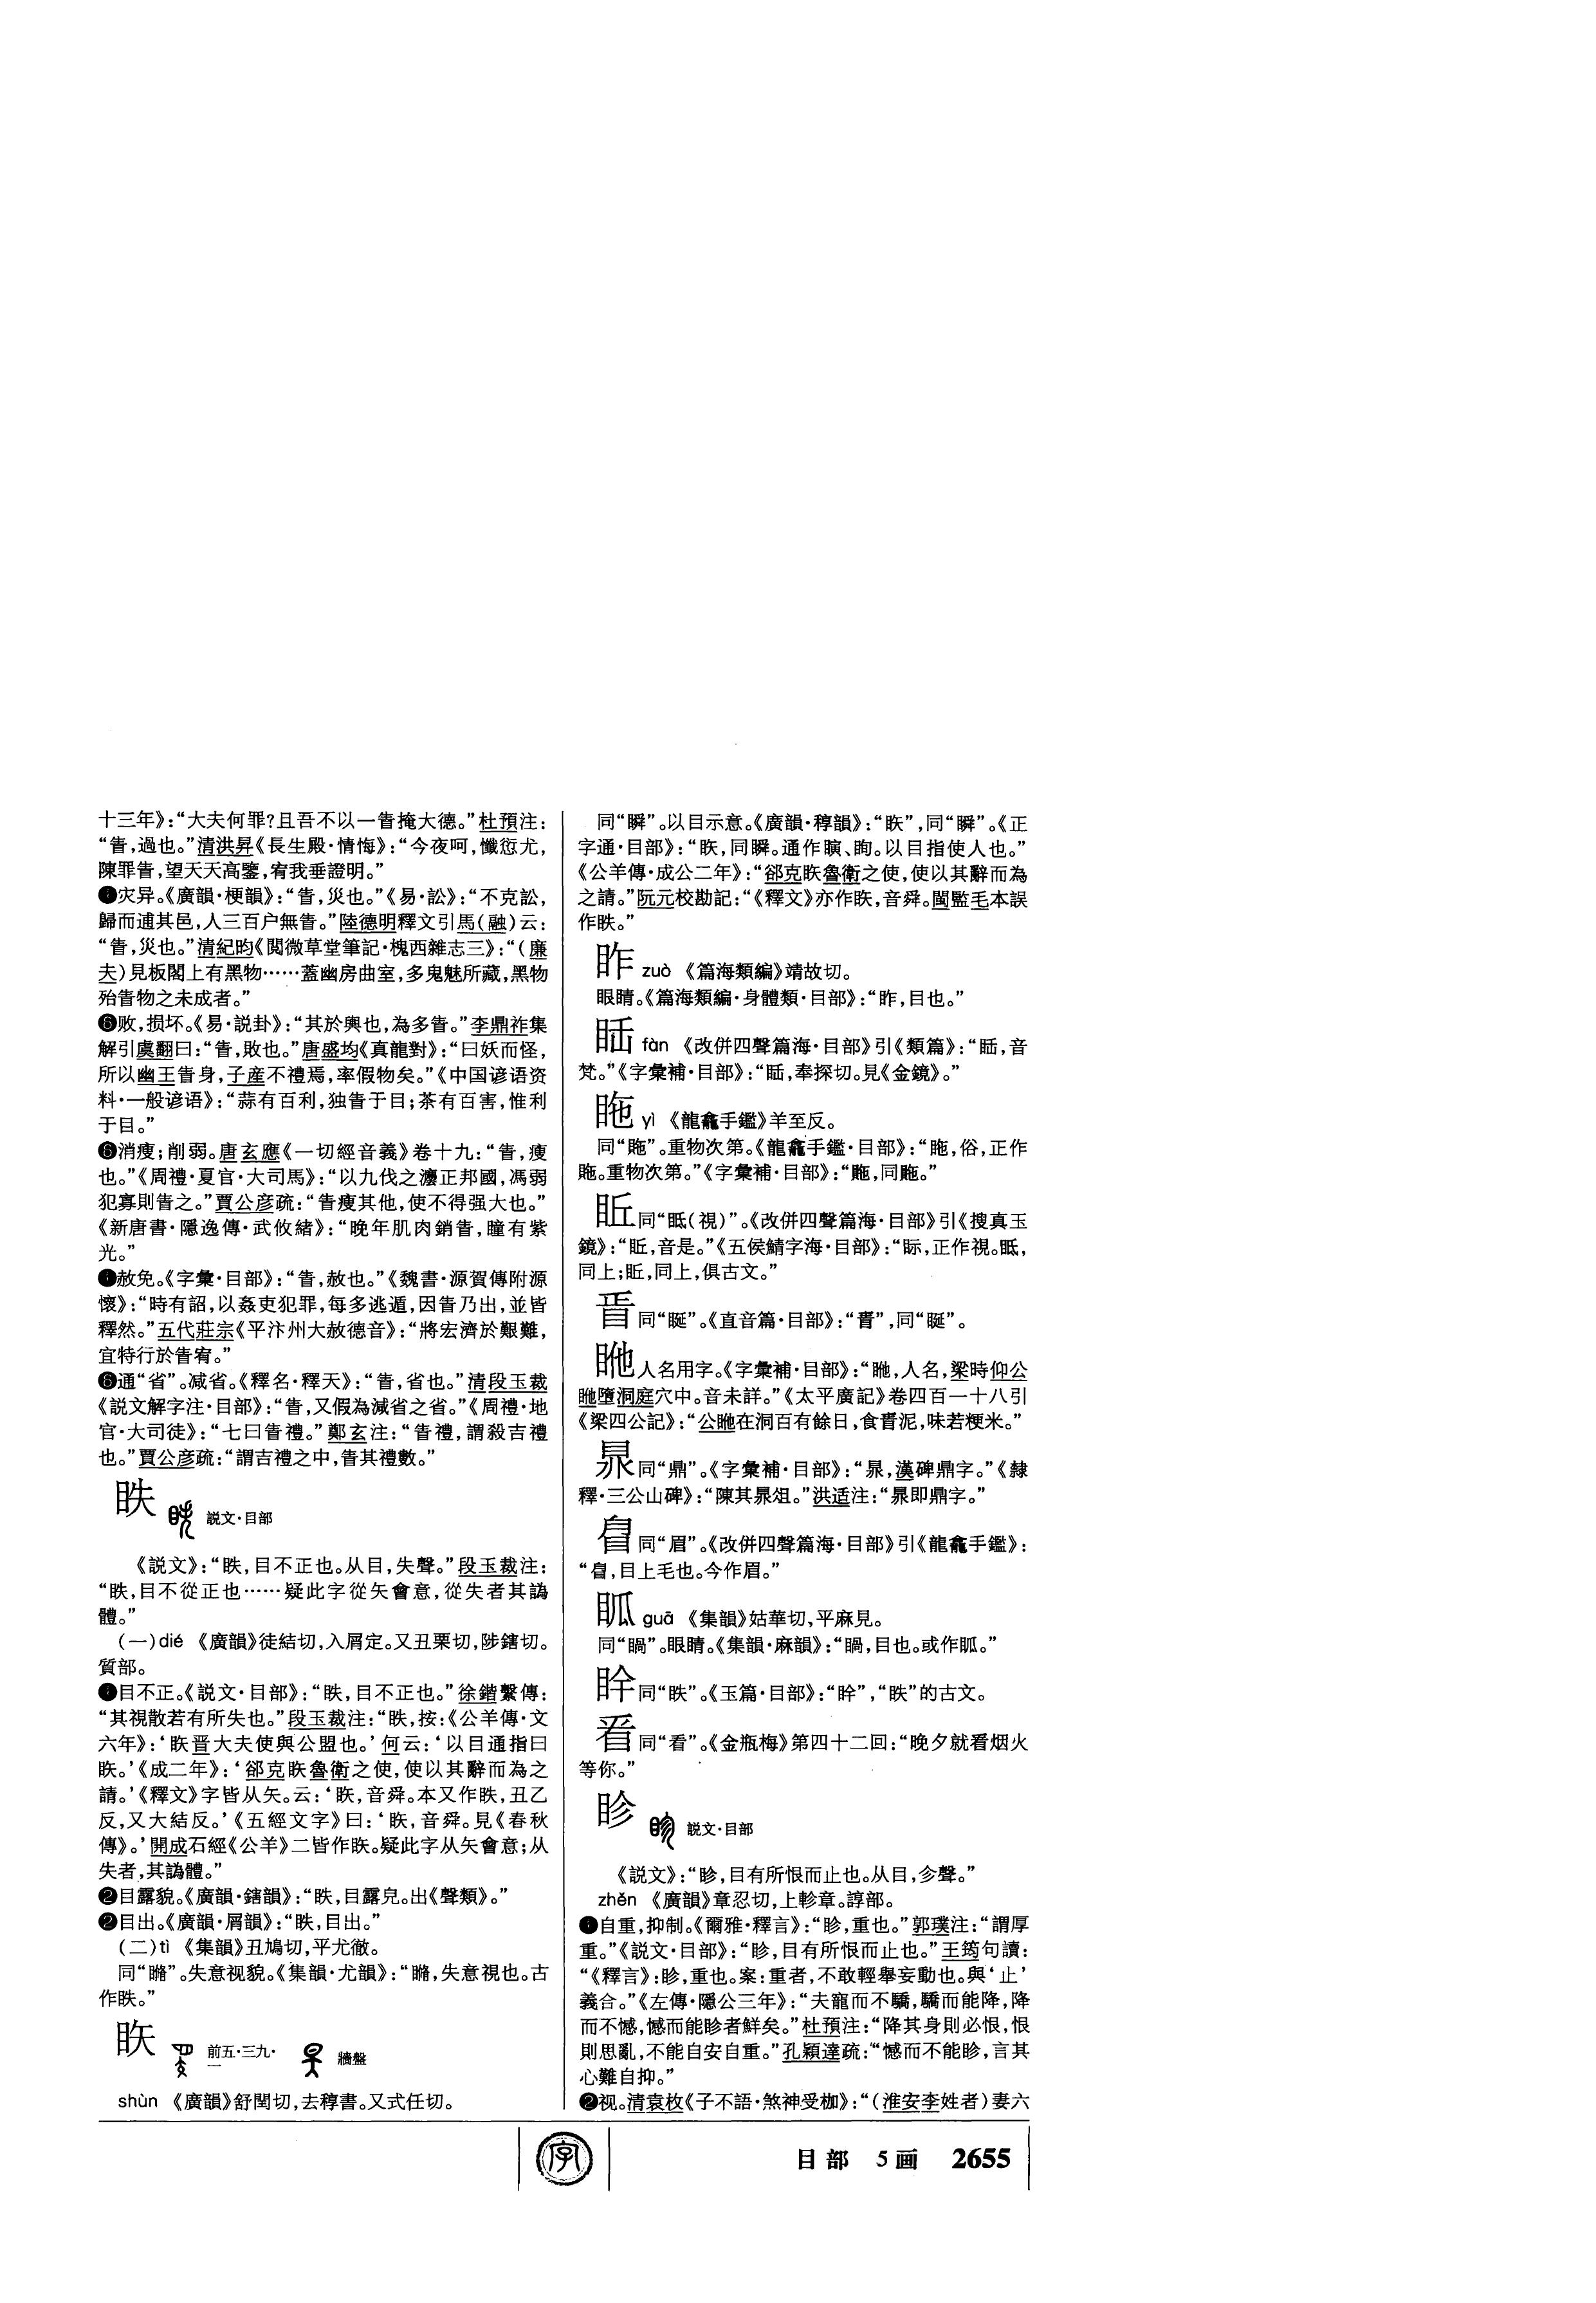 十三年》：“大夫何罪？且吾不以一眚掩大德。”杜預注：
“眚，過也。”清洪昇《長生殿·情悔》：“今夜呵，懺愆尤，
陳罪眚，望天天高鑒，宥我垂證明。”
灾异。《廣韻·梗韻》：“眚，災也。”《易·訟》：“不克訟，
歸而逋其邑，人三百户無眚。”陸德明釋文引馬（融）云：
“眚，災也。”清紀昀《閲微草堂筆記·槐西雜志三》：“（廉
夫）見板閣上有黑物……蓋幽房曲室，多鬼魅所藏，黑物
殆眚物之未成者。”
❻败，损坏。《易·説卦》：“其於輿也，為多眚。”李鼎祚集
解引虞翻曰：“眚，敗也。”唐盛均《真龍對》：“曰妖而怪，
所以幽王眚身，子産不禮焉，率假物矣。”《中国谚语资
料·一般谚语》：“蒜有百利，独眚于目；茶有百害，惟利
于目。”
❻消瘦；削弱。唐玄應《一切經音義》卷十九：“眚，瘦
也。”《周禮·夏官·大司馬》：“以九伐之灋正邦國，馮弱
犯寡則眚之。”賈公彦疏：“眚瘦其他，使不得强大也。”
《新唐書·隱逸傳·武攸緒》：“晚年肌肉銷眚，瞳有紫
光。”
赦免。《字彙·目部》：“眚，赦也。”《魏書·源賀傳附源
懷》：“時有詔，以姦吏犯罪，每多逃遁，因眚乃出，並皆
釋然。”五代莊宗《平汴州大赦德音》：“將宏濟於艱難，
宜特行於眚宥。”
❻通“省”。减省。《釋名·釋天》：“眚，省也。”清段玉裁
《説文解字注·目部》：“眚，又假為減省之省。”《周禮·地
官·大司徒》：“七曰眚禮。”鄭玄注：“眚禮，謂殺吉禮
也。”賈公彦疏：“謂吉禮之中，眚其禮數。”
眣 説文·目部
《説文》：“眣，目不正也。从目，失聲。”段玉裁注：
“眣，目不從正也……疑此字從矢會意，從失者其譌
體。”
（一）dié 《廣韻》徒結切，入屑定。又丑栗切，陟鎋切。
質部。
目不正。《説文·目部》：“眣，目不正也。”徐鍇繫傳：
“其視散若有所失也。”段玉裁注：“眣，按：《公羊傳·文
六年》：‘眣晋大夫使與公盟也。’何云：‘以目通指曰
眣。’《成二年》：‘郤克眣魯衛之使，使以其辭而為之
請。’《釋文》字皆从矢。云：‘䀢，音舜。本又作眣，丑乙
反，又大結反。’《五經文字》曰：‘䀢，音舜。見《春秋
傳》。’開成石經《公羊》二皆作䀢。疑此字从矢會意；从
失者，其譌體。”
❷目露貌。《廣韻·鎋韻》：“眣，目露皃。出《聲類》。”
❷目出。《廣韻·屑韻》：“眣，目出。”
（二）tì 《集韻》丑鳩切，平尤徹。
同“䀺”。失意视貌。《集韻·尤韻》：“䀺，失意視也。古
作眣。”
䀢 前五·三九·一 牆盤
shùn 《廣韻》舒閏切，去稕書。又式任切。
同“瞬”。以目示意。《廣韻·稕韻》：“䀢”，同“瞬”。《正
字通·目部》：“䀢，同瞬。通作瞚、眴。以目指使人也。”
《公羊傳·成公二年》：“郤克䀢魯衛之使，使以其辭而為
之請。”阮元校勘記：“《釋文》亦作䀢，音舜。閩監毛本誤
作眣。”
𥅁 zuò 《篇海類編》靖故切。
眼睛。《篇海類編·身體類·目部》：“，目也。”
fàn 《改併四聲篇海·目部》引《類篇》：“，音
梵。”《字彙補·目部》：“，奉探切。見《金鏡》。”
yì 《龍龕手鑑》羊至反。
同“貤”。重物次第。《龍龕手鑑·目部》：“，俗，正作
。重物次第。”《字彙補·目部》：“，同。”
同“眡（視）”。《改併四聲篇海·目部》引《搜真玉
鏡》：“，音是。”《五侯鯖字海·目部》：“眎，正作視。眡，
同上；，同上，俱古文。”
同“䀽”。《直音篇·目部》：“”，同“”。
人名用字。《字彙補·目部》：“，人名，梁時仰公
墮洞庭穴中。音未詳。”《太平廣記》卷四百一十八引
《梁四公記》：“公在洞百有餘日，食青泥，味若粳米。”
同“鼎”。《字彙補·目部》：“，漢碑鼎字。”《隸
釋·三公山碑》：“陳其俎。”洪适注：“即鼎字。”
同“眉”。《改併四聲篇海·目部》引《龍龕手鑑》：
“，目上毛也。今作眉。”
guā 《集韻》姑華切，平麻見。
同“䁛”。眼睛。《集韻·麻韻》：“，目也。或作。”
同“眣”。《玉篇·目部》：“”，“眣”的古文。
同“看”。《金瓶梅》第四十二回：“晚夕就看烟火
等你。”
眕 説文·目部
《説文》：“眕，目有所恨而止也。从目，㐱聲。”
zhěn 《廣韻》章忍切，上軫章。諄部。
自重，抑制。《爾雅·釋言》：“眕，重也。”郭璞注：“謂厚
重。”《説文·目部》：“眕，目有所恨而止也。”王筠句讀：
“《釋言》：眕，重也。案：重者，不敢輕舉妄動也。與‘止’
義合。”《左傳·隱公三年》：“夫寵而不驕，驕而能降，降
而不憾，憾而能眕者鮮矣。”杜預注：“降其身則必恨，恨
則思亂，不能自安自重。”孔穎達疏：“憾而不能眕，言其
心難自抑。”
❷视。清袁枚《子不語·煞神受枷》：“（淮安李姓者）妻六
字
目部 5画 2655